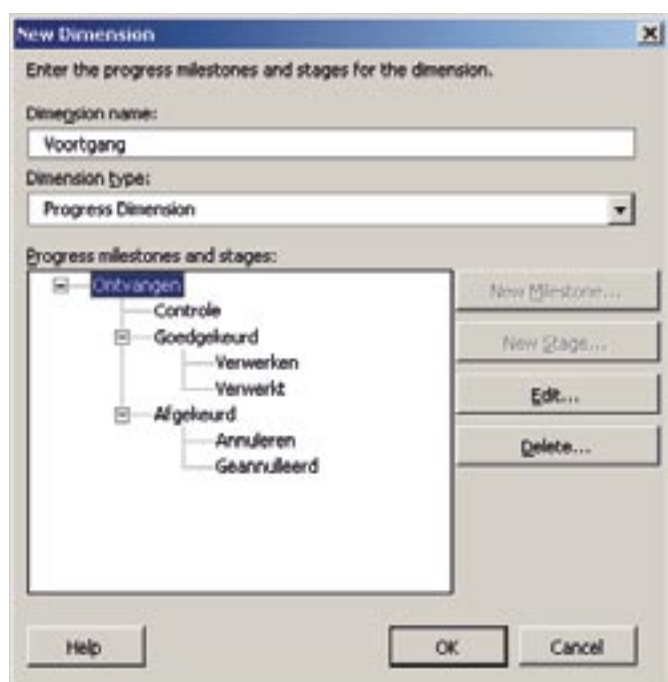 New Dimension
Enter the progress milestones and stages for the dimension.
Dimension name:
Voortgang
Dimension type:
Progress Dimension
Progress milestones and stages:
Ontvangen
Controle
Goedgekeurd
Verwerken
Verwerkt
Afgekeurd
Annuleren
Geannulleerd
New Milestone...
New Stage...
Edit...
Delete...
Help
OK
Cancel